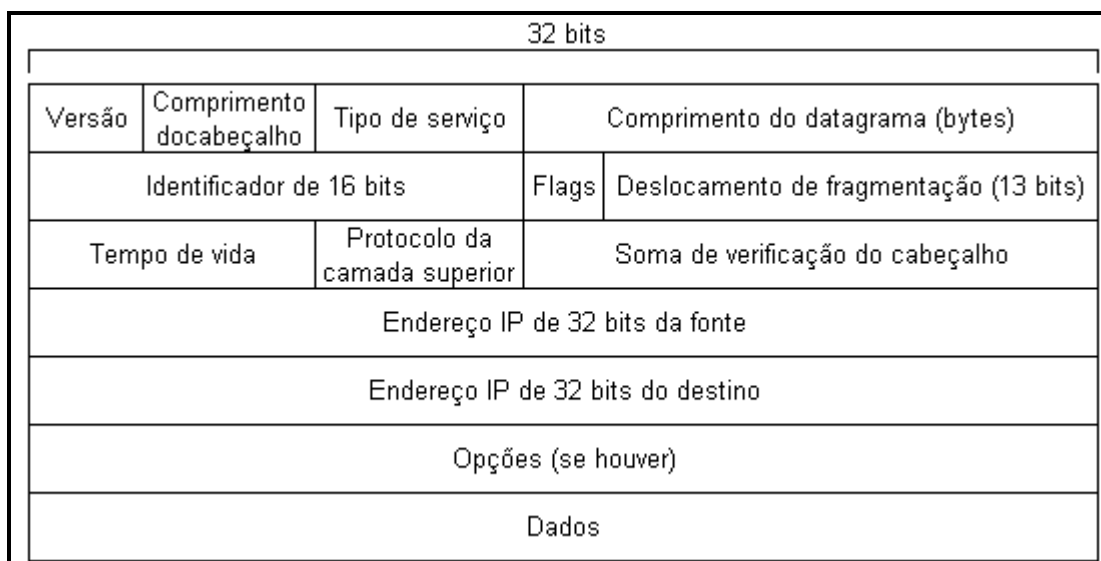 32 bits
Versão
Comprimento
docabeçalho
Tipo de serviço
Comprimento do datagrama (bytes)
Identificador de 16 bits
Flags
Deslocamento de fragmentação (13 bits)
Tempo de vida
Protocolo da
camada superior
Soma de verificação do cabeçalho
Endereço IP de 32 bits da fonte
Endereço IP de 32 bits do destino
Opções (se houver)
Dados